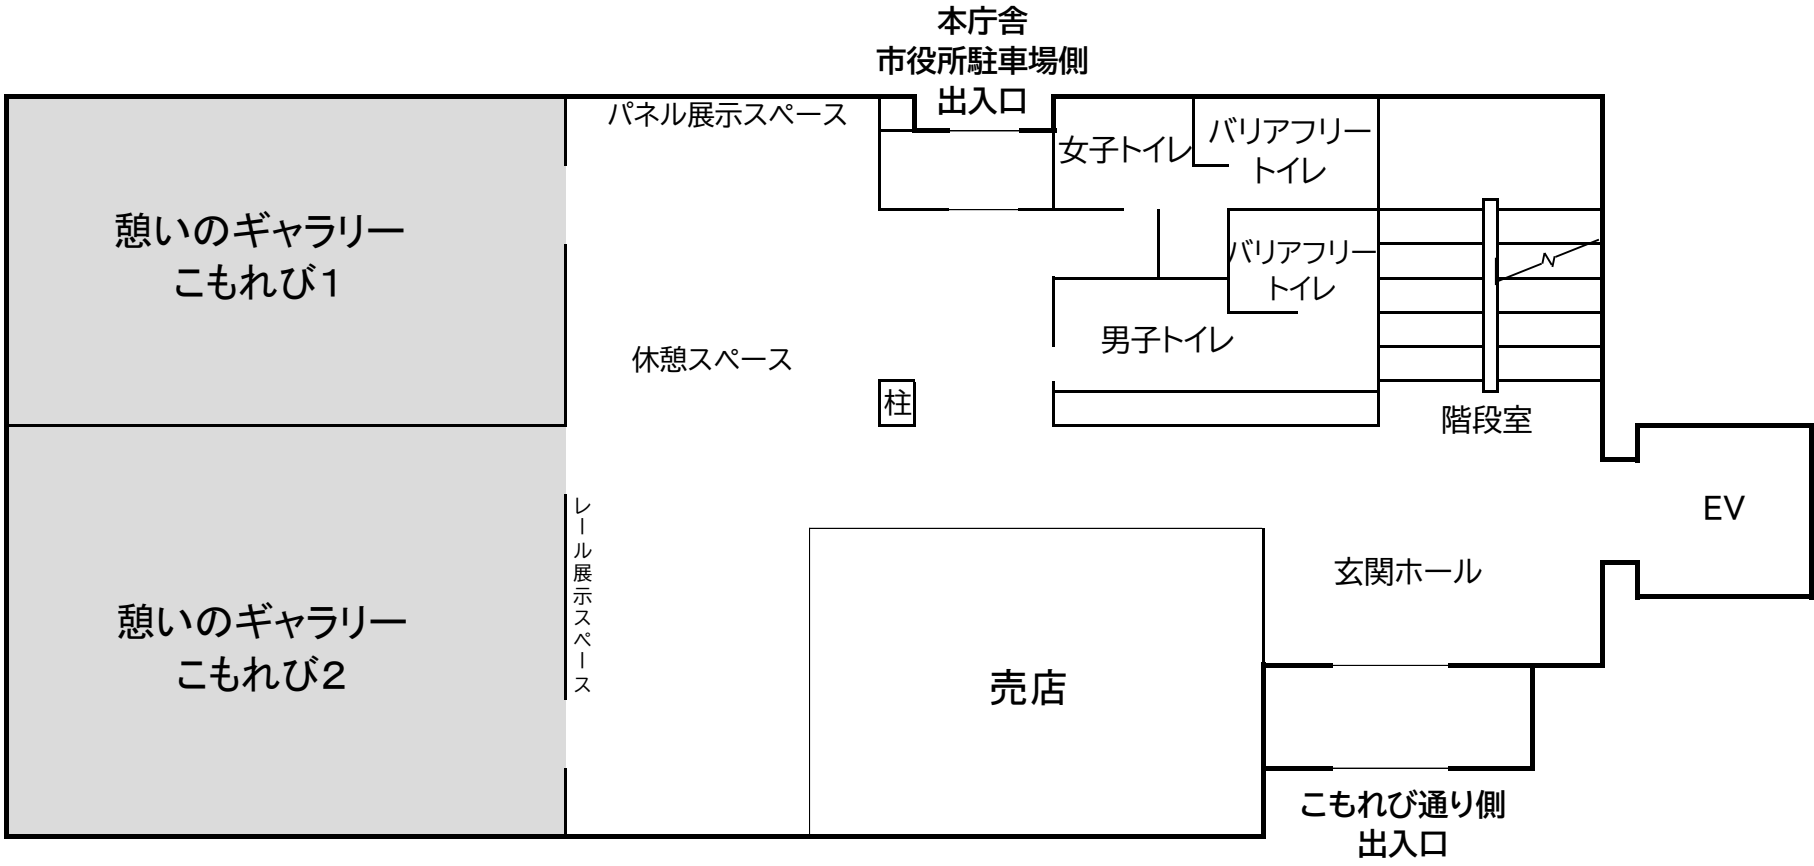 本庁舎
市役所駐車場側
出入口
パネル展示スペース
女子トイレ
バリアフリー
トイレ
憩いのギャラリー
こもれび1
バリアフリー
トイレ
男子トイレ
休憩スペース
柱
階段室
EV
レール展示スペース
玄関ホール
憩いのギャラリー
こもれび2
売店
こもれび通り側
出入口